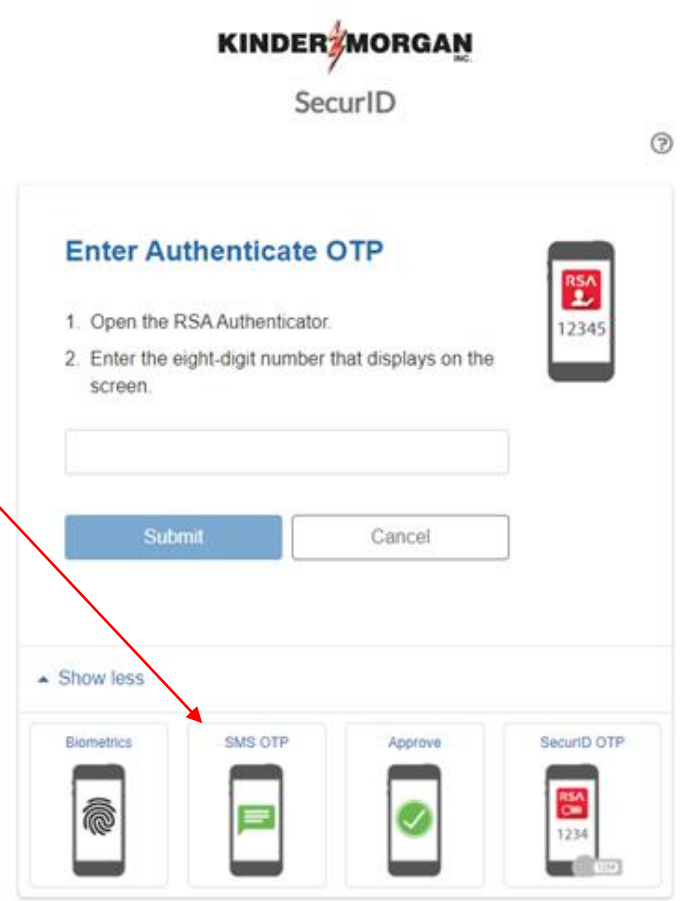 KINDER MORGAN
INC.
SecurID
?
Enter Authenticate OTP
1. Open the RSA Authenticator.
2. Enter the eight-digit number that displays on the
screen.
RSA
12345
Submit
Cancel
Show less
Biometrics
SMS OTP
Approve
SecurID OTP
RSA
1234
1234